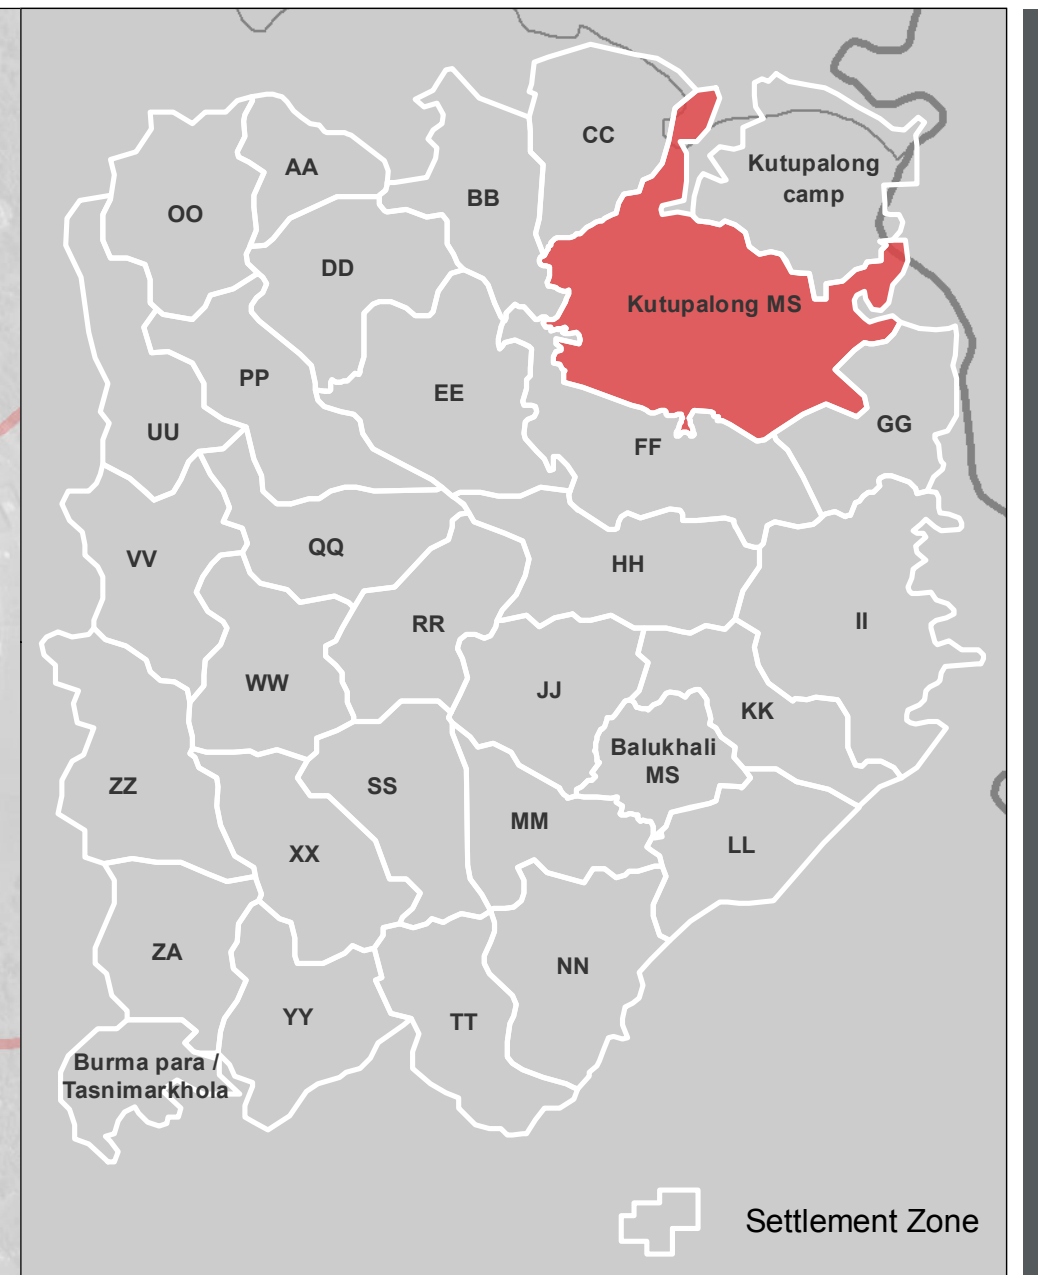 CC
Kutupalong
camp
AA
BB
OO
DD
Kutupalong MS
PP
EE
GG
UU
FF
QQ
VV
HH
II
RR
WW
JJ
KK
Balukhali
MS
ZZ
SS
MM
LL
XX
ZA
NN
YY
TT
Burma para /
Tasnimarkhola
Settlement Zone